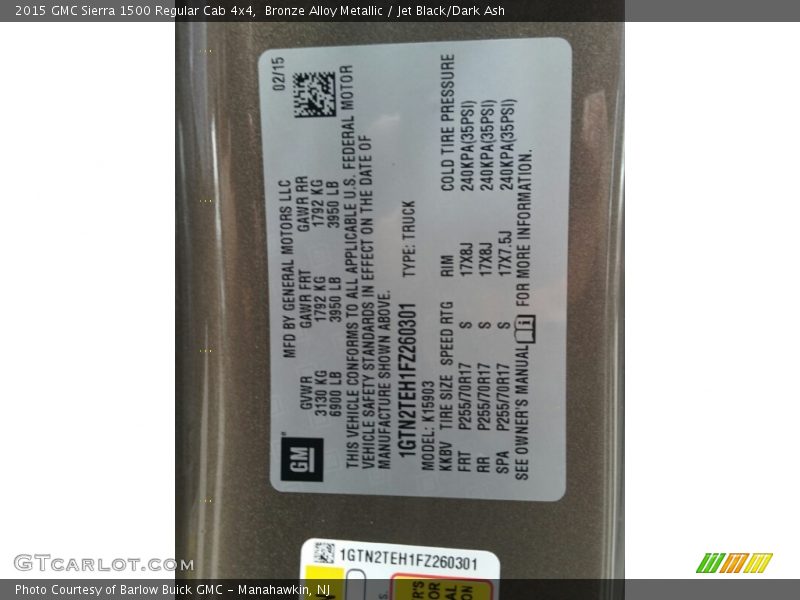 2015 GMC Sierra 1500 Regular Cab 4x4,  Bronze Alloy Metallic / Jet Black/Dark Ash
GM
MFD BY GENERAL MOTORS LLC
02/15
GVWR GAWR FRT GAWR RR
3130 KG 1792 KG 1792 KG
6900 LB 3950 LB 3950 LB
THIS VEHICLE CONFORMS TO ALL APPLICABLE U.S. FEDERAL MOTOR
VEHICLE SAFETY STANDARDS IN EFFECT ON THE DATE OF
MANUFACTURE SHOWN ABOVE.
1GTN2TEH1FZ260301 TYPE: TRUCK
MODEL: K15903
KKBV TIRE SIZE SPEED RTG RIM COLD TIRE PRESSURE
FRT P255/70R17 S 17X8J 240KPA(35PSI)
RR P255/70R17 S 17X8J 240KPA(35PSI)
SPA P255/70R17 S 17X7.5J 240KPA(35PSI)
SEE OWNER'S MANUAL FOR MORE INFORMATION.
1GTN2TEH1FZ260301
GTCarLot.com
Photo Courtesy of Barlow Buick GMC - Manahawkin, NJ